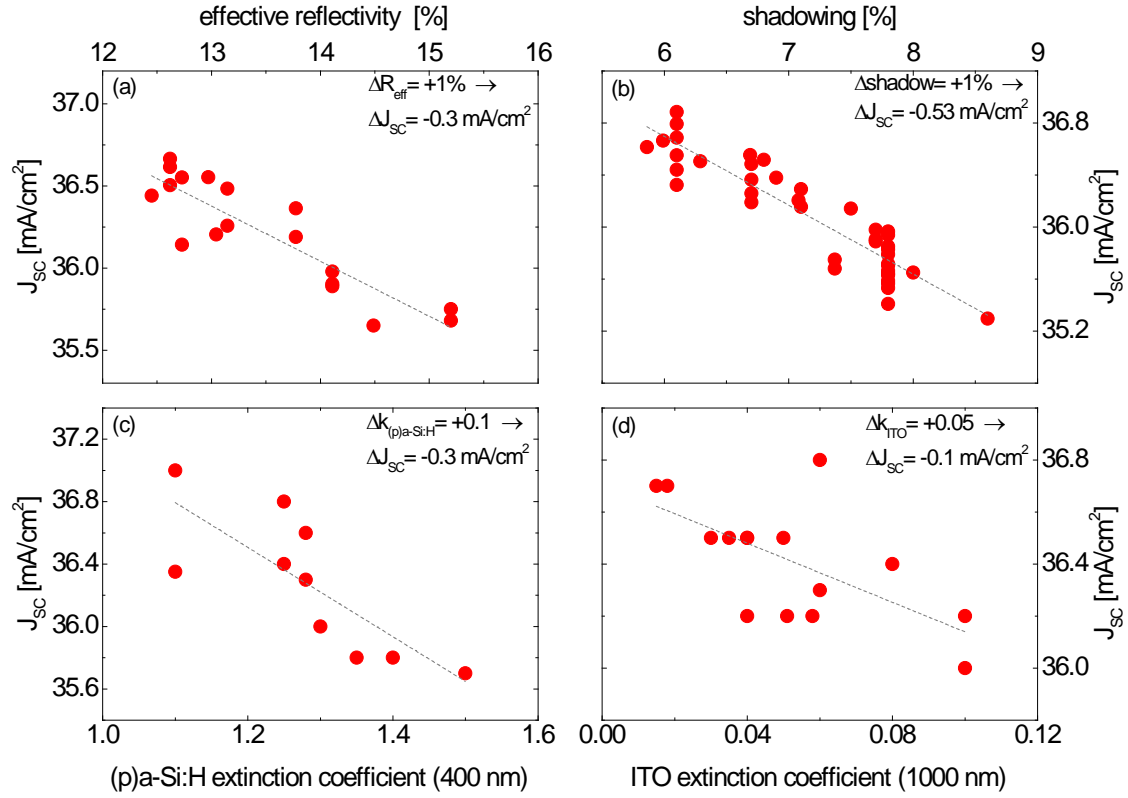 effective reflectivity [%]
shadowing [%]
12 13 14 15 16
6 7 8 9
(a)
ΔR_eff = +1% →
ΔJ_SC = -0.3 mA/cm²
37.0
36.5
36.0
35.5
J_SC [mA/cm²]
(b)
Δshadow= +1% →
ΔJ_SC = -0.53 mA/cm²
36.8
36.0
35.2
J_SC [mA/cm²]
(c)
Δk_(p)a-Si:H = +0.1 →
ΔJ_SC = -0.3 mA/cm²
37.2
36.8
36.4
36.0
35.6
J_SC [mA/cm²]
(d)
Δk_ITO = +0.05 →
ΔJ_SC = -0.1 mA/cm²
36.8
36.4
36.0
J_SC [mA/cm²]
1.0 1.2 1.4 1.6
0.00 0.04 0.08 0.12
(p)a-Si:H extinction coefficient (400 nm)
ITO extinction coefficient (1000 nm)